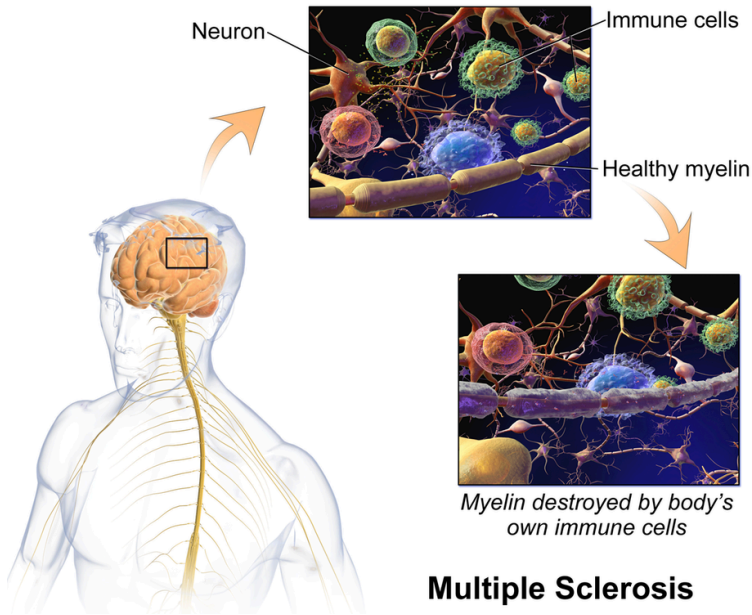 Neuron
Immune cells
Healthy myelin
Myelin destroyed by body's
own immune cells
Multiple Sclerosis